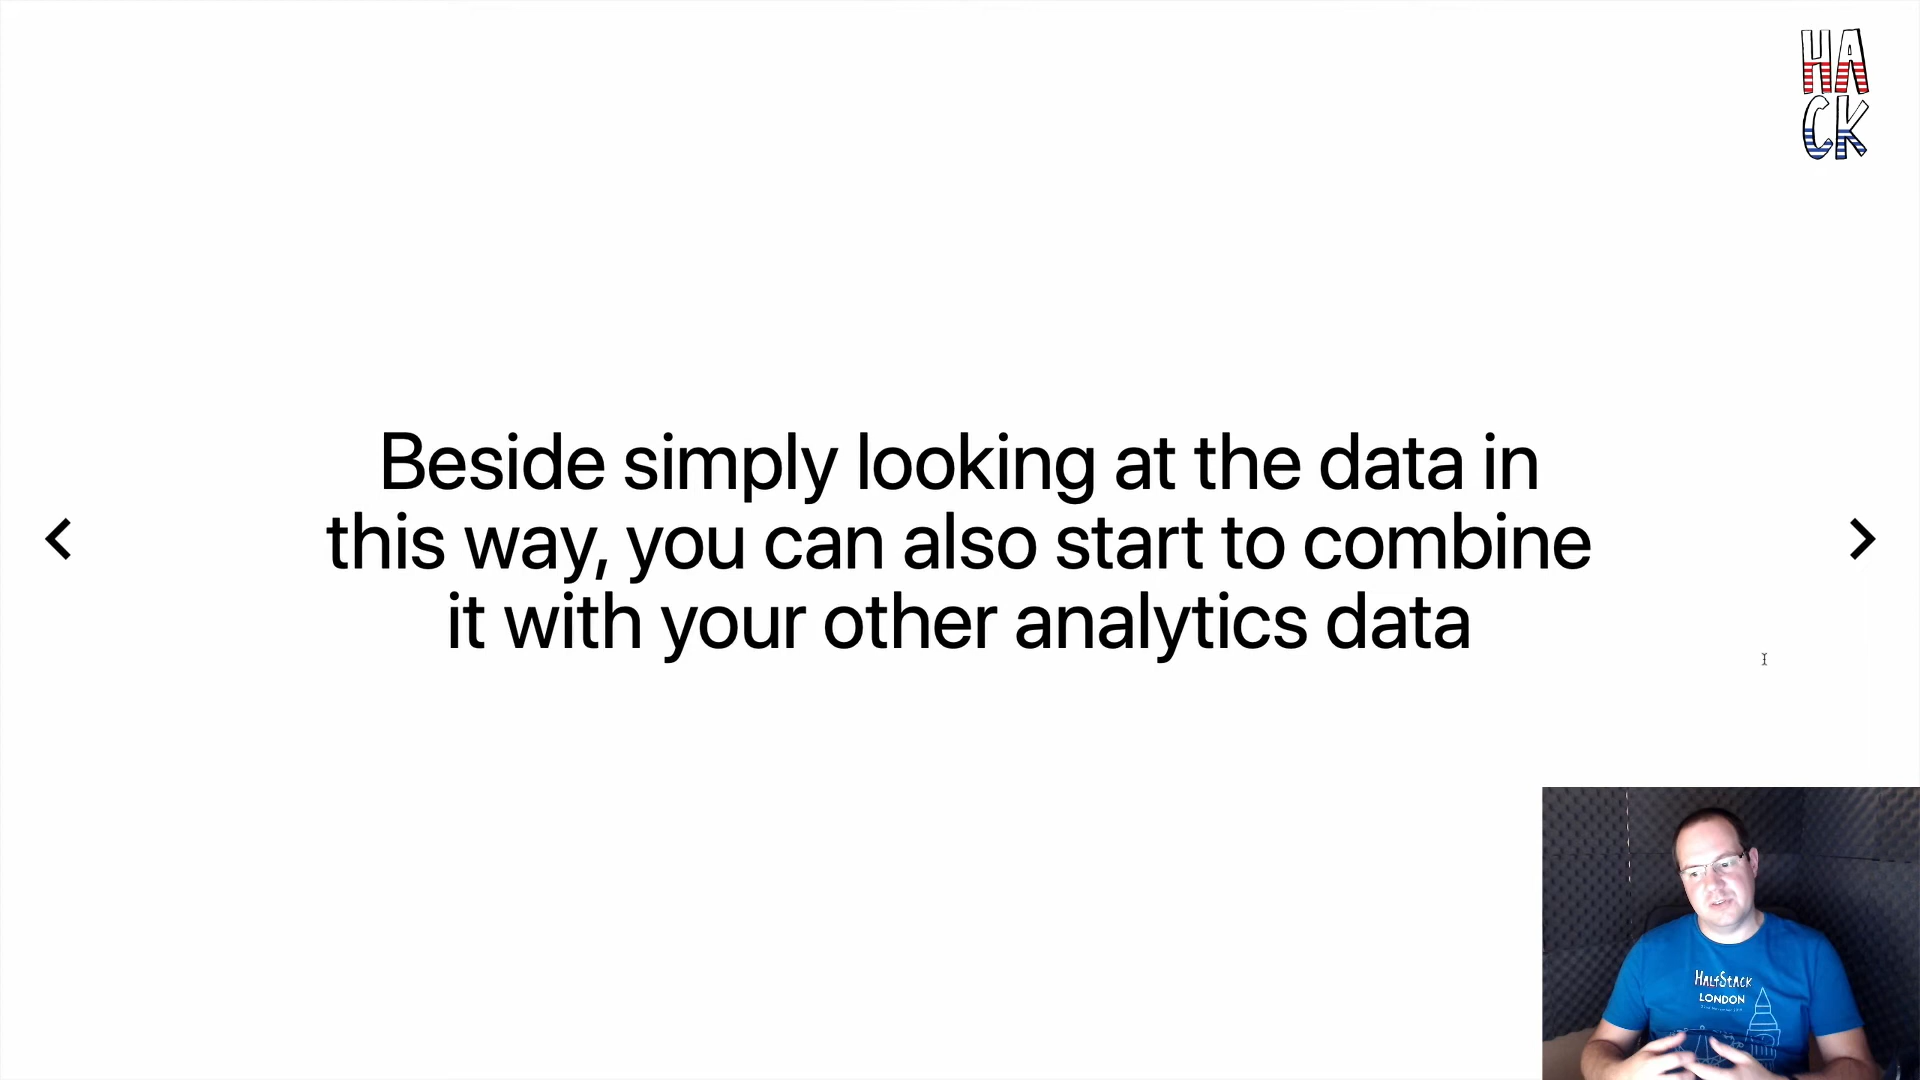 HA
CK
Beside simply looking at the data in
this way, you can also start to combine
it with your other analytics data
HALFSTACK
LONDON